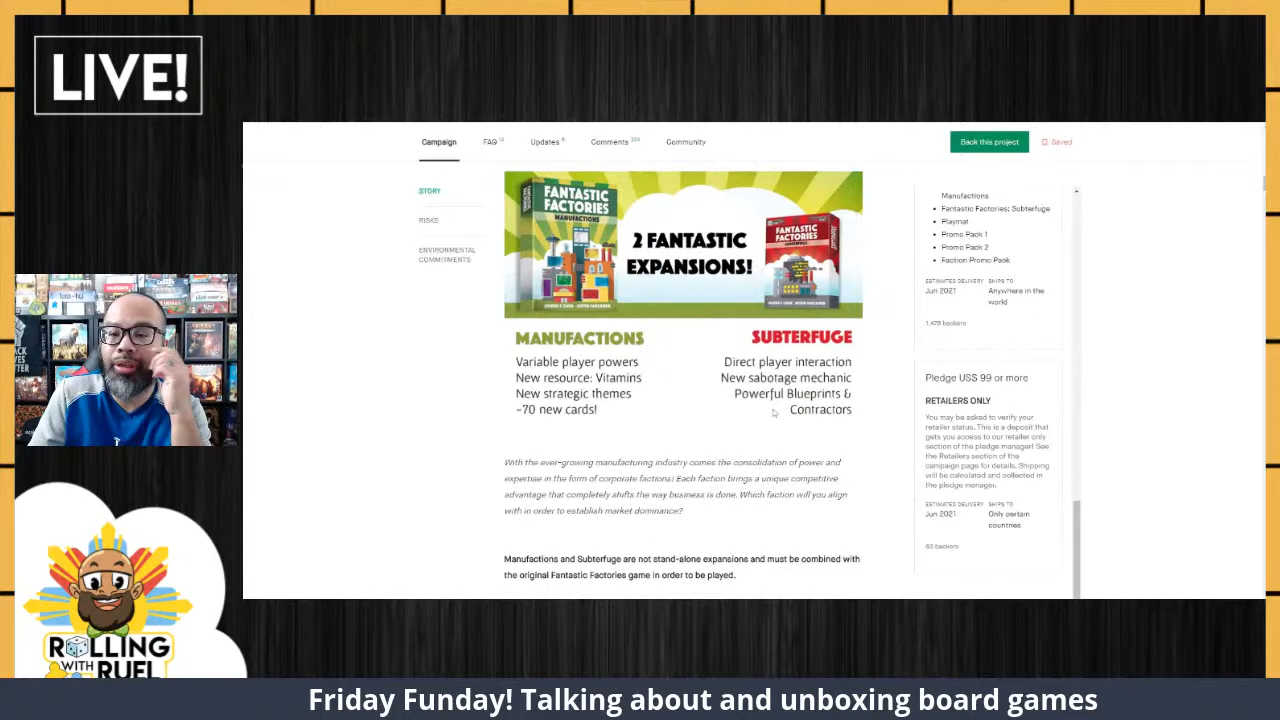 LIVE!
Campaign FAQ Updates Comments Community
Back this project Saved
STORY
RISKS
ENVIRONMENTAL
COMMITMENTS
FANTASTIC
FACTORIES
MANUFACTIONS
2 FANTASTIC
EXPANSIONS!
FANTASTIC
FACTORIES
SUBTERFUGE
MANUFACTIONS
Variable player powers
New resource: Vitamins
New strategic themes
~70 new cards!
SUBTERFUGE
Direct player interaction
New sabotage mechanic
Powerful Blueprints &
Contractors
With the ever-growing manufacturing industry comes the consolidation of power and
expertise in the form of corporate factions! Each faction brings a unique competitive
advantage that completely shifts the way business is done. Which faction will you align
with in order to establish market dominance?
Manufactions and Subterfuge are not stand-alone expansions and must be combined with
the original Fantastic Factories game in order to be played.
Manufactions
Fantastic Factories: Subterfuge
Playmat
Promo Pack 1
Promo Pack 2
Faction Promo Pack
ESTIMATED DELIVERY SHIPS TO
Jun 2021 Anywhere in the
world
1,478 backers
Pledge US$ 99 or more
RETAILERS ONLY
You may be asked to verify your
retailer status. This is a deposit that
gets you access to our retailer only
section of the pledge manager! See
the Retailers section of the
campaign page for details. Shipping
will be calculated and collected in
the pledge manager.
ESTIMATED DELIVERY SHIPS TO
Jun 2021 Only certain
countries
63 backers
ROLLING
WITH RUEL
Friday Funday! Talking about and unboxing board games